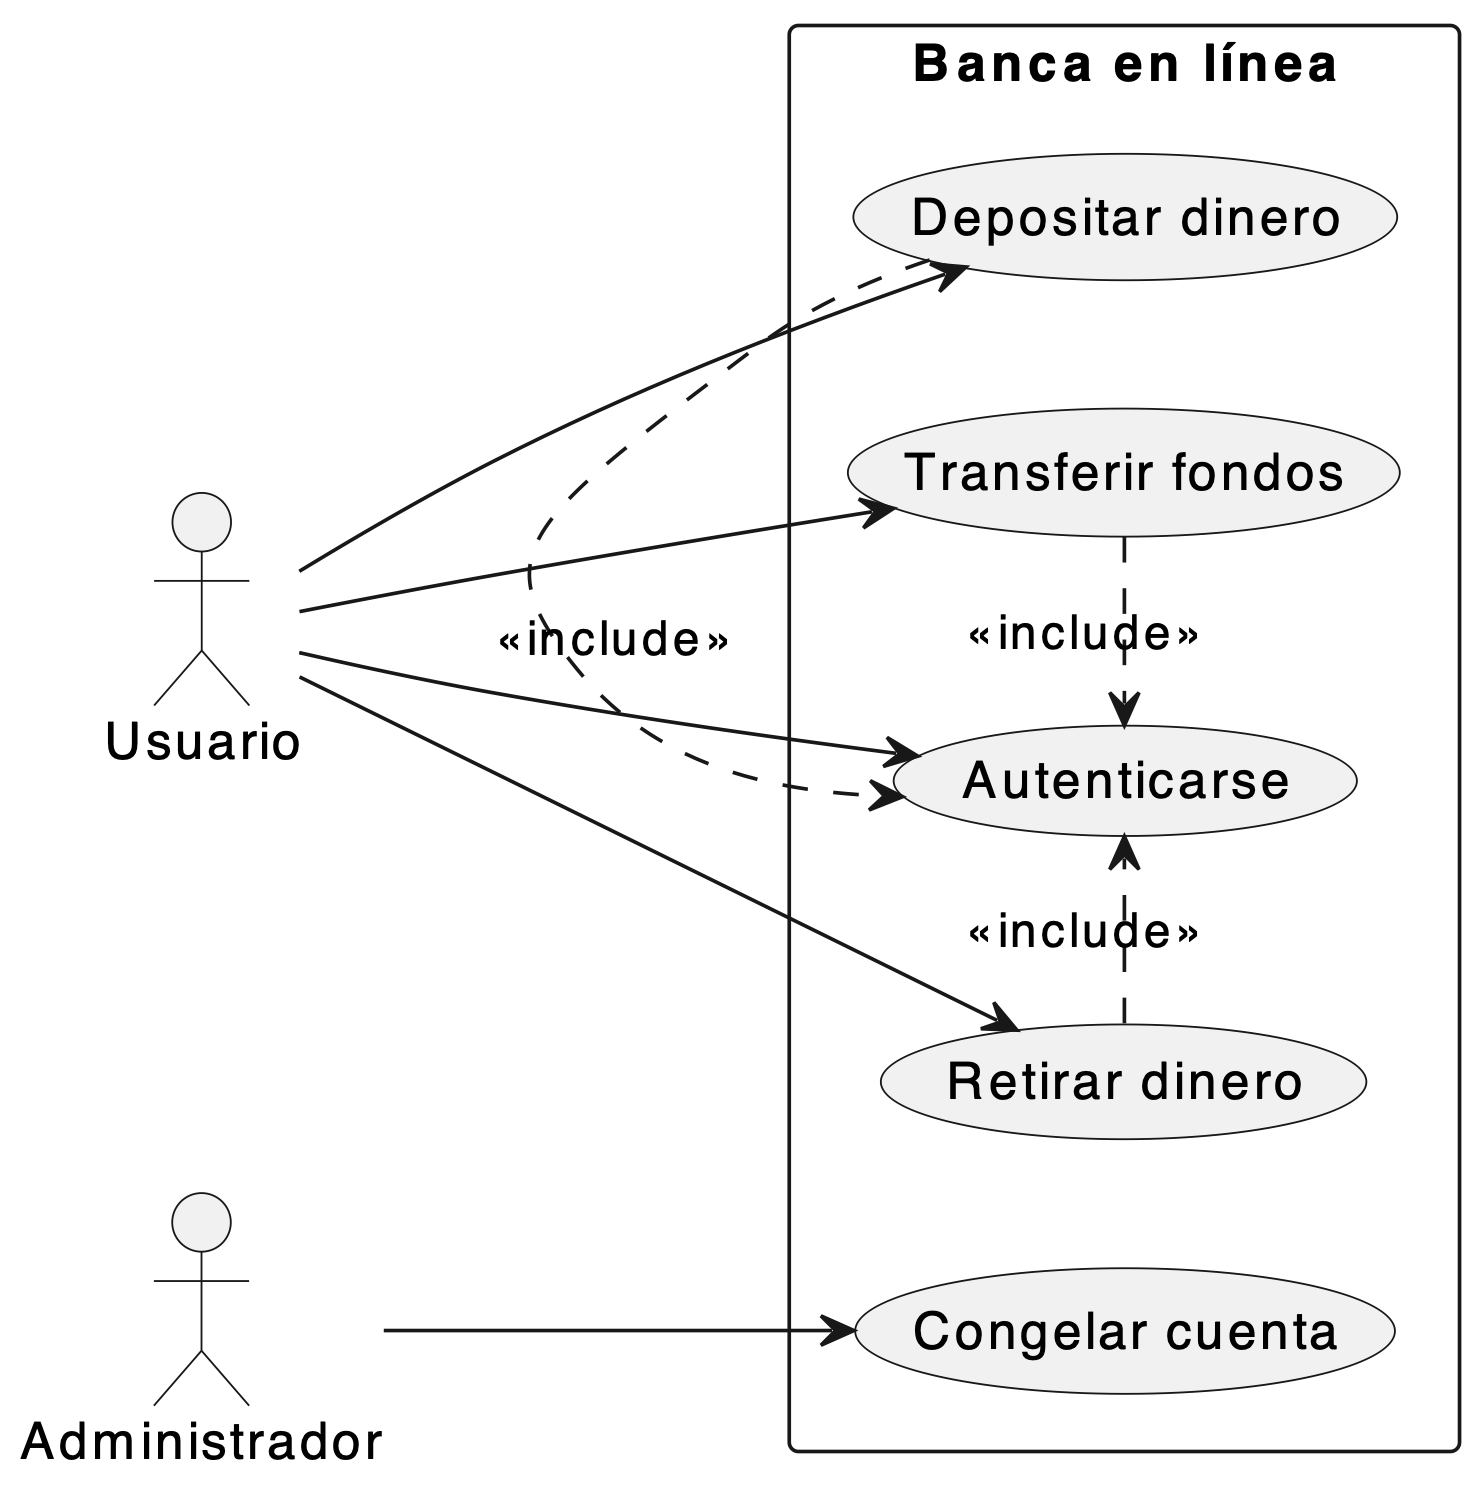 Banca en línea
Depositar dinero
Transferir fondos
«include»
«include»
Usuario
Autenticarse
«include»
Retirar dinero
Congelar cuenta
Administrador